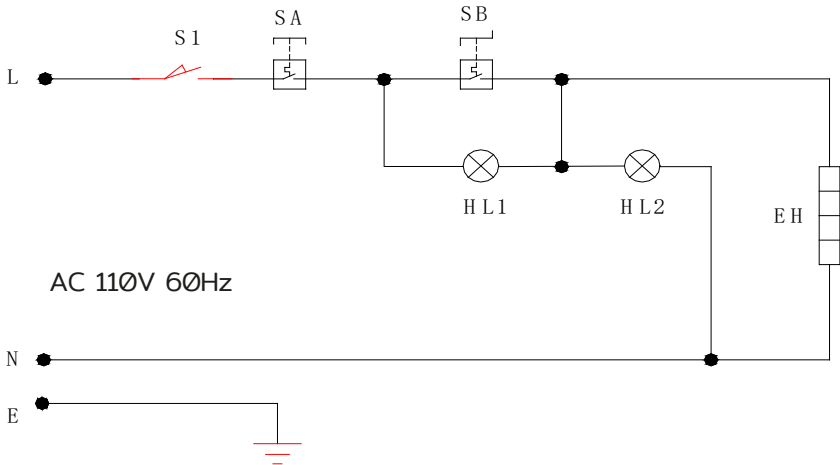 SA
SB
S1
L
HL1
HL2
EH
AC 110V 60Hz
N
E